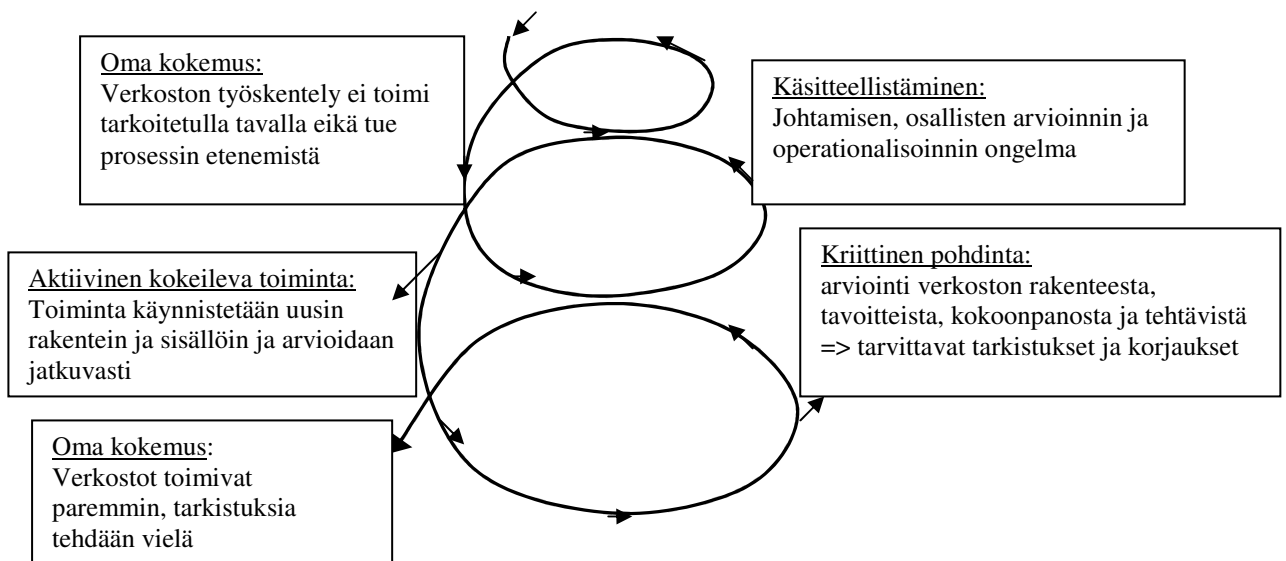 Oma kokemus:
Verkoston työskentely ei toimi
tarkoitetulla tavalla eikä tue
prosessin etenemistä
Käsitteellistäminen:
Johtamisen, osallisten arvioinnin ja
operationalisoinnin ongelma
Aktiivinen kokeileva toiminta:
Toiminta käynnistetään uusin
rakentein ja sisällöin ja arvioidaan
jatkuvasti
Kriittinen pohdinta:
arviointi verkoston rakenteesta,
tavoitteista, kokoonpanosta ja tehtävistä
=> tarvittavat tarkistukset ja korjaukset
Oma kokemus:
Verkostot toimivat
paremmin, tarkistuksia
tehdään vielä